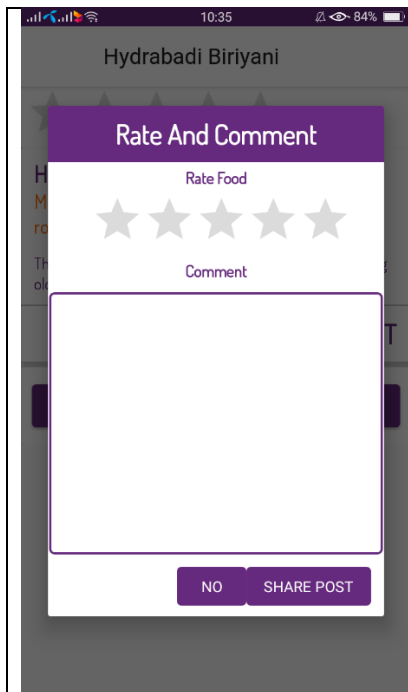 10:35
84%
Hydrabadi Biriyani
Rate And Comment
Rate Food
Comment
NO
SHARE POST